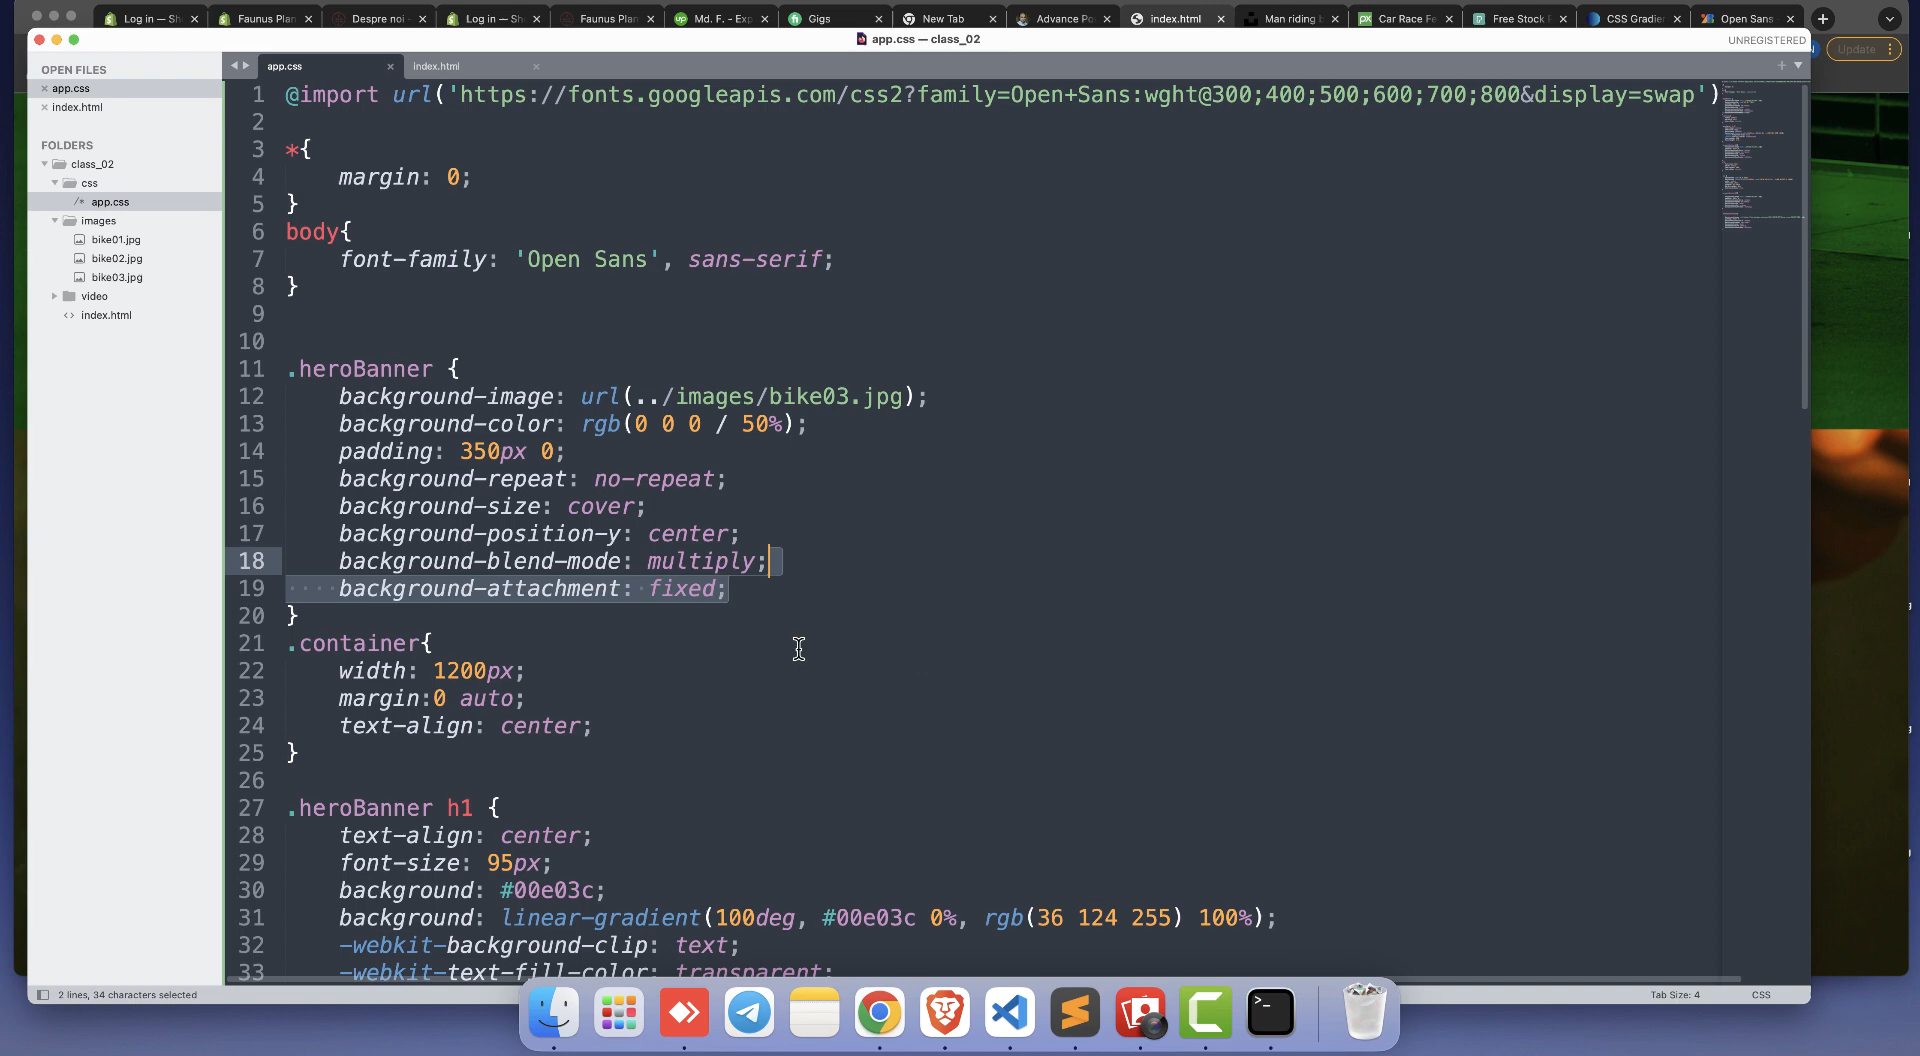 Log in — Sh
Faunus Plan
Despre noi -
Log in — Sh
Faunus Plan
Md. F. - Exp
Gigs
New Tab
Advance Po
index.html
Man riding b
Car Race Fe
Free Stock P
CSS Gradier
Open Sans -
app.css — class_02
UNREGISTERED
Update
OPEN FILES
app.css
index.html
FOLDERS
class_02
css
app.css
images
bike01.jpg
bike02.jpg
bike03.jpg
video
index.html
app.css
index.html
1 @import url('https://fonts.googleapis.com/css2?family=Open+Sans:wght@300;400;500;600;700;800&display=swap')
2
3 *{
4 margin: 0;
5 }
6 body{
7 font-family: 'Open Sans', sans-serif;
8 }
9
10
11 .heroBanner {
12 background-image: url(../images/bike03.jpg);
13 background-color: rgb(0 0 0 / 50%);
14 padding: 350px 0;
15 background-repeat: no-repeat;
16 background-size: cover;
17 background-position-y: center;
18 background-blend-mode: multiply;
19 background-attachment: fixed;
20 }
21 .container{
22 width: 1200px;
23 margin:0 auto;
24 text-align: center;
25 }
26
27 .heroBanner h1 {
28 text-align: center;
29 font-size: 95px;
30 background: #00e03c;
31 background: linear-gradient(100deg, #00e03c 0%, rgb(36 124 255) 100%);
32 -webkit-background-clip: text;
33 -webkit-text-fill-color: transparent;
2 lines, 34 characters selected
Tab Size: 4
CSS